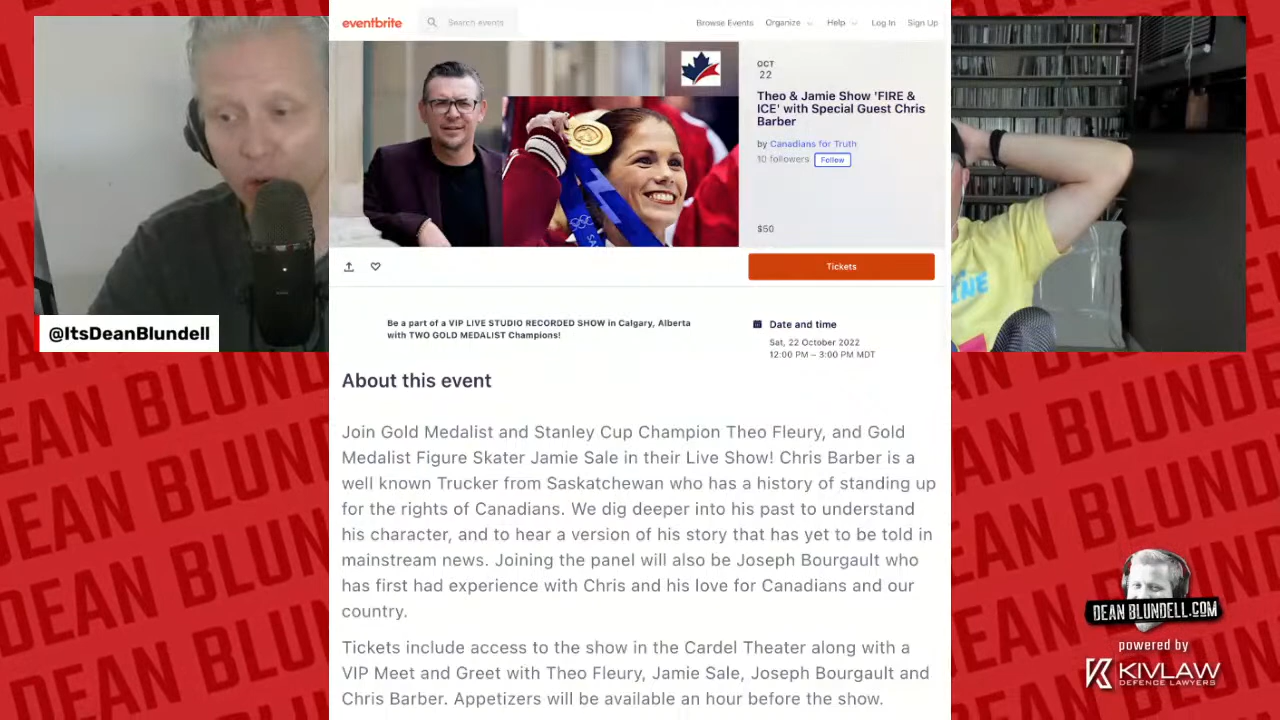 eventbrite
Search events
Browse Events
Organize
Help
Log In
Sign Up
OCT
22
Theo & Jamie Show 'FIRE &
ICE' with Special Guest Chris
Barber
by Canadians for Truth
10 followers
Follow
$50
Tickets
@ItsDeanBlundell
Be a part of a VIP LIVE STUDIO RECORDED SHOW in Calgary, Alberta
with TWO GOLD MEDALIST Champions!
Date and time
Sat, 22 October 2022
12:00 PM – 3:00 PM MDT
About this event
Join Gold Medalist and Stanley Cup Champion Theo Fleury, and Gold
Medalist Figure Skater Jamie Sale in their Live Show! Chris Barber is a
well known Trucker from Saskatchewan who has a history of standing up
for the rights of Canadians. We dig deeper into his past to understand
his character, and to hear a version of his story that has yet to be told in
mainstream news. Joining the panel will also be Joseph Bourgault who
has first had experience with Chris and his love for Canadians and our
country.
Tickets include access to the show in the Cardel Theater along with a
VIP Meet and Greet with Theo Fleury, Jamie Sale, Joseph Bourgault and
Chris Barber. Appetizers will be available an hour before the show.
DEAN BLUNDELL.COM
powered by
KIVLAW
DEFENCE LAWYERS
DEAN BLUNDELL